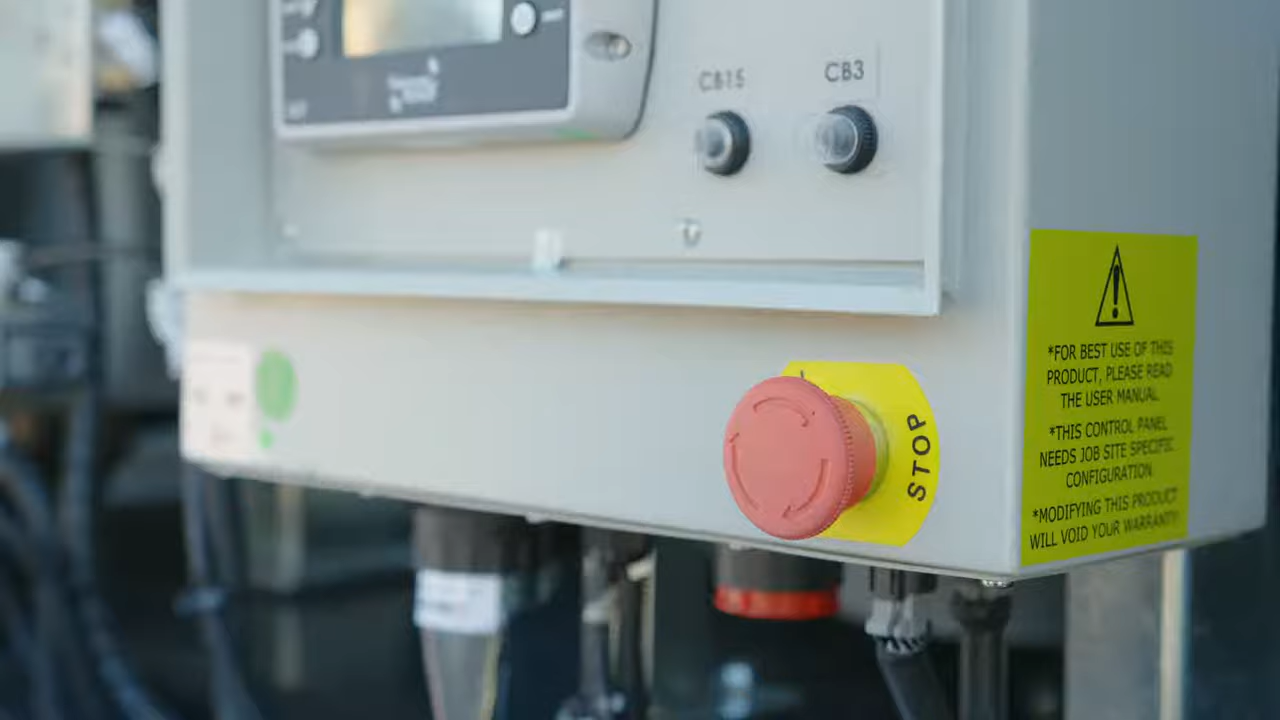 CB15
CB3
STOP
*FOR BEST USE OF THIS
PRODUCT, PLEASE READ
THE USER MANUAL.
*THIS CONTROL PANEL
NEEDS JOB SITE SPECIFIC
CONFIGURATION
*MODIFYING THIS PRODUCT
WILL VOID YOUR WARRANTY!